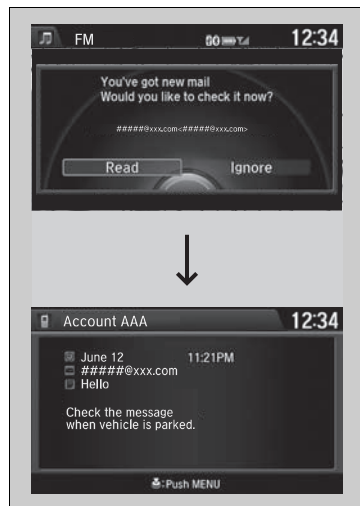 FM 12:34
You've got new mail
Would you like to check it now?
#####@xxx.com<#####@xxx.com>
Read Ignore
Account AAA 12:34
June 12 11:21PM
#####@xxx.com
Hello
Check the message
when vehicle is parked.
:Push MENU